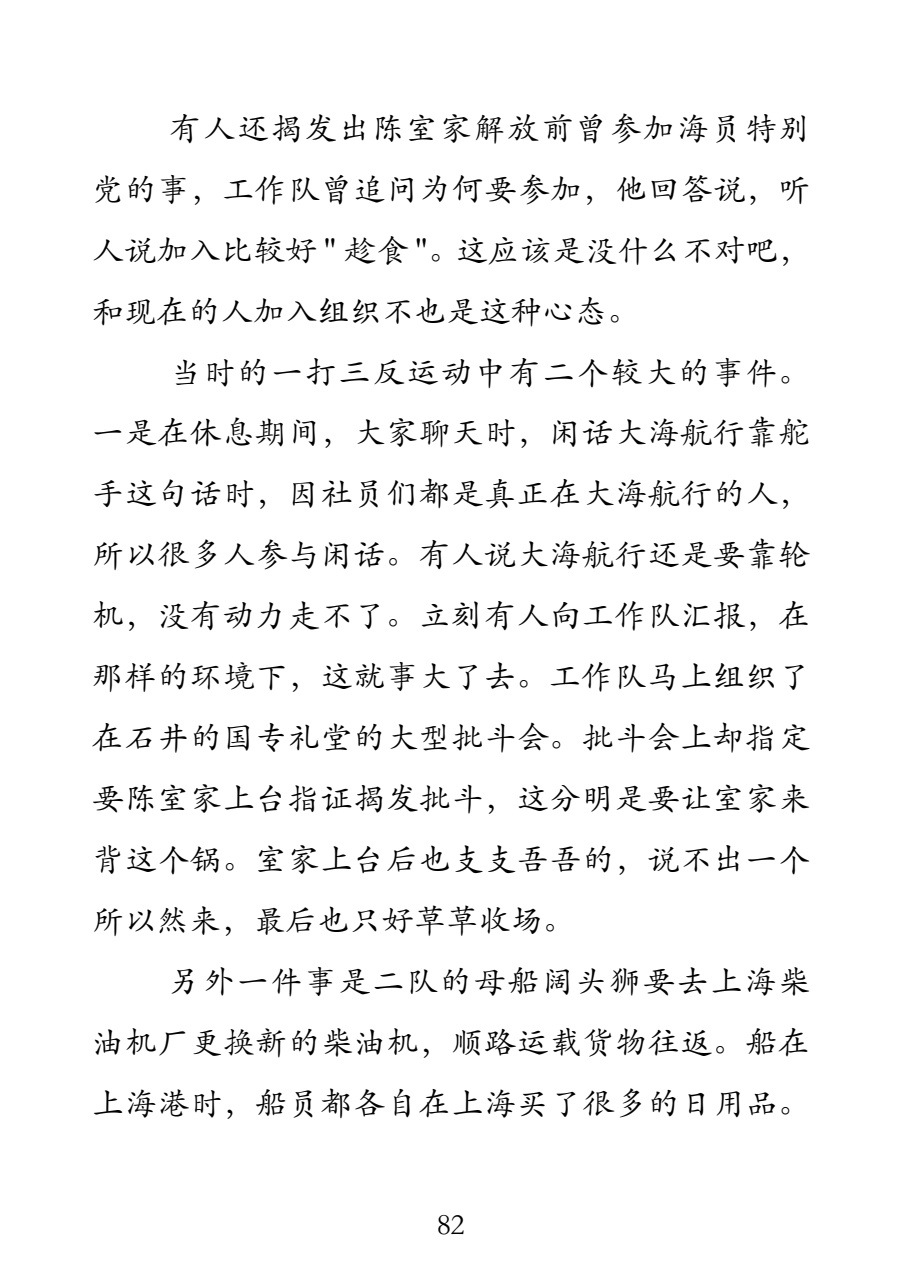 有人还揭发出陈室家解放前曾参加海员特别
党的事，工作队曾追问为何要参加，他回答说，听
人说加入比较好"趁食"。这应该是没什么不对吧，
和现在的人加入组织不也是这种心态。
当时的一打三反运动中有二个较大的事件。
一是在休息期间，大家聊天时，闲话大海航行靠舵
手这句话时，因社员们都是真正在大海航行的人，
所以很多人参与闲话。有人说大海航行还是要靠轮
机，没有动力走不了。立刻有人向工作队汇报，在
那样的环境下，这就事大了去。工作队马上组织了
在石井的国专礼堂的大型批斗会。批斗会上却指定
要陈室家上台指证揭发批斗，这分明是要让室家来
背这个锅。室家上台后也支支吾吾的，说不出一个
所以然来，最后也只好草草收场。
另外一件事是二队的母船阔头狮要去上海柴
油机厂更换新的柴油机，顺路运载货物往返。船在
上海港时，船员都各自在上海买了很多的日用品。
82